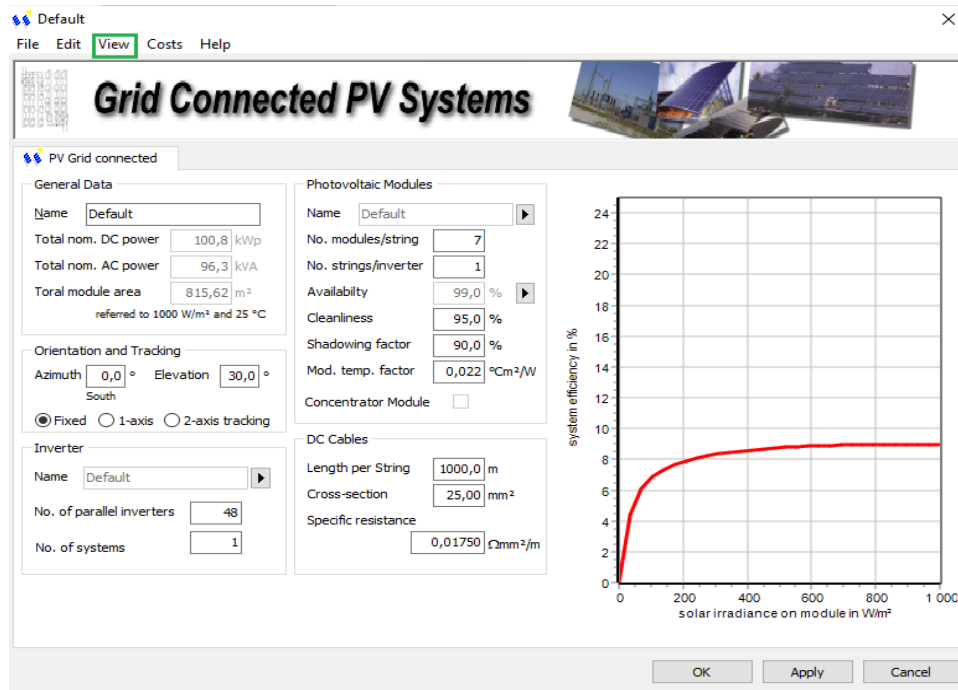 Default
File Edit View Costs Help
Grid Connected PV Systems
PV Grid connected
General Data
Name Default
Total nom. DC power 100,8 kWp
Total nom. AC power 96,3 kVA
Toral module area 815,62 m²
referred to 1000 W/m² and 25 °C
Orientation and Tracking
Azimuth 0,0 ° Elevation 30,0 °
South
Fixed 1-axis 2-axis tracking
Inverter
Name Default
No. of parallel inverters 48
No. of systems 1
Photovoltaic Modules
Name Default
No. modules/string 7
No. strings/inverter 1
Availabilty 99,0 %
Cleanliness 95,0 %
Shadowing factor 90,0 %
Mod. temp. factor 0,022 °Cm²/W
Concentrator Module
DC Cables
Length per String 1000,0 m
Cross-section 25,00 mm²
Specific resistance
0,01750 Ωmm²/m
system efficiency in %
24
22
20
18
16
14
12
10
8
6
4
2
0
0 200 400 600 800 1 000
solar irradiance on module in W/m²
OK Apply Cancel